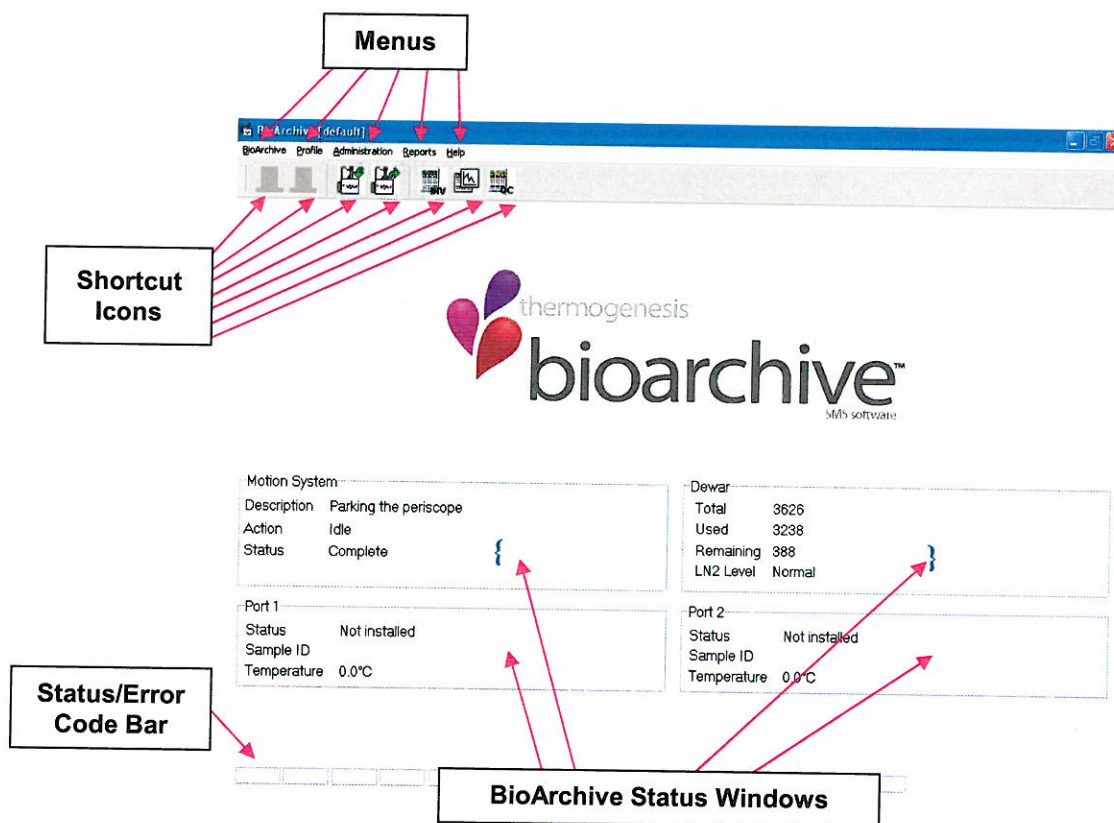 Menus
BioArchive [default]
BioArchive Profile Administration Reports Help
INV QC
Shortcut
Icons
thermogenesis
bioarchive™
SMS software
Motion System
Description Parking the periscope
Action Idle
Status Complete {
Dewar
Total 3626
Used 3238
Remaining 388 }
LN2 Level Normal
Port 1
Status Not installed
Sample ID
Temperature 0.0°C
Port 2
Status Not installed
Sample ID
Temperature 0.0°C
Status/Error
Code Bar
BioArchive Status Windows